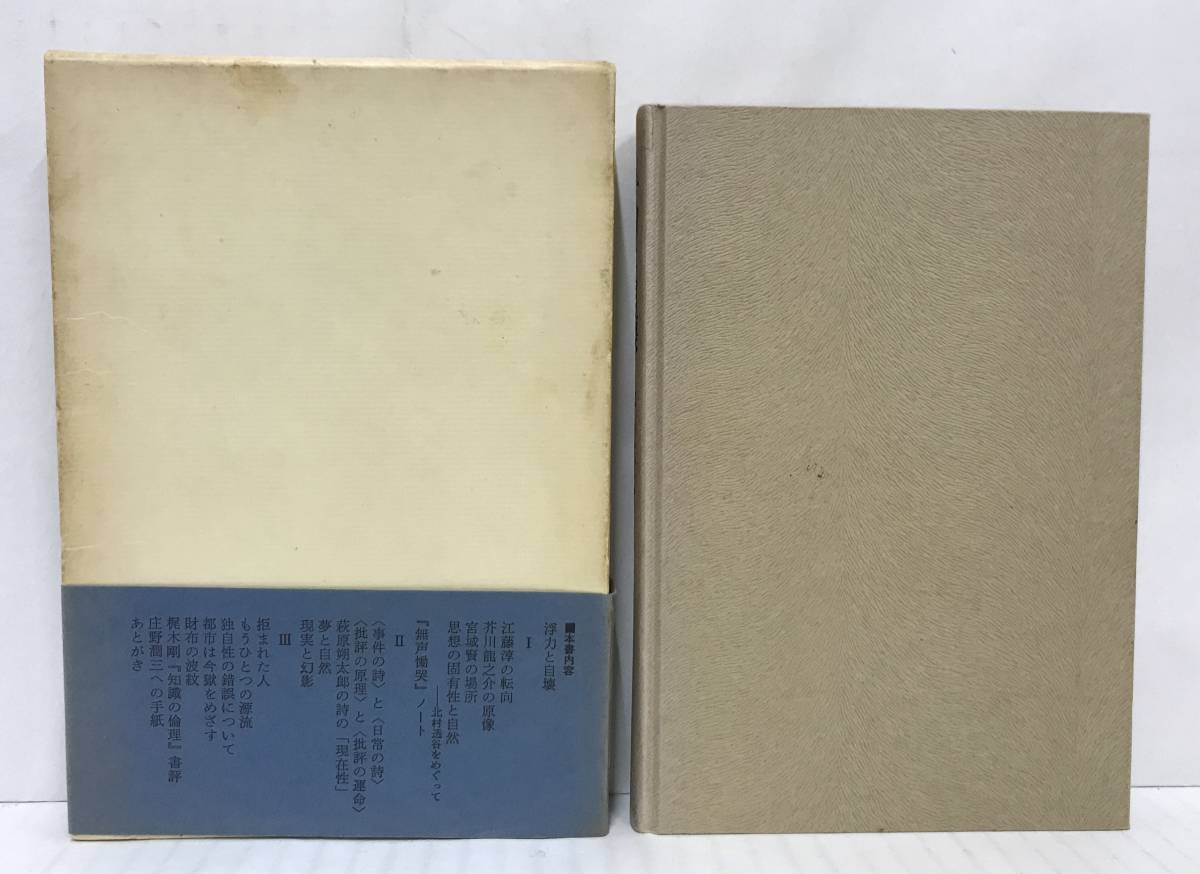 ■本書内容
浮力と自壊
Ⅰ
江藤淳の転向
芥川龍之介の原像
宮城賢の場所
思想の固有性と自然
――北村透谷をめぐって
『無声慟哭』ノート
Ⅱ
〈事件の詩〉と〈日常の詩〉
〈批評の原理〉と〈批評の運命〉
萩原朔太郎の詩の「現在性」
夢と自然
現実と幻影
Ⅲ
拒まれた人
もうひとつの源流
独自性の錯誤について
都市は今獄をめざす
財布の波紋
梶木剛『知識の倫理』書評
庄野潤三への手紙
あとがき